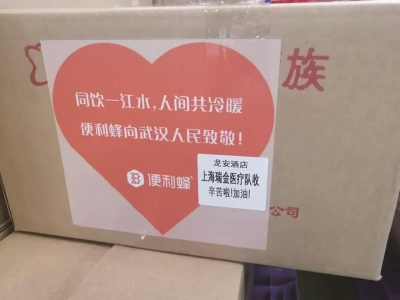 族
同饮一江水,人间共冷暖
便利蜂向武汉人民致敬!
便利蜂
龙安酒店
上海瑞金医疗队收
辛苦啦!加油!
公司